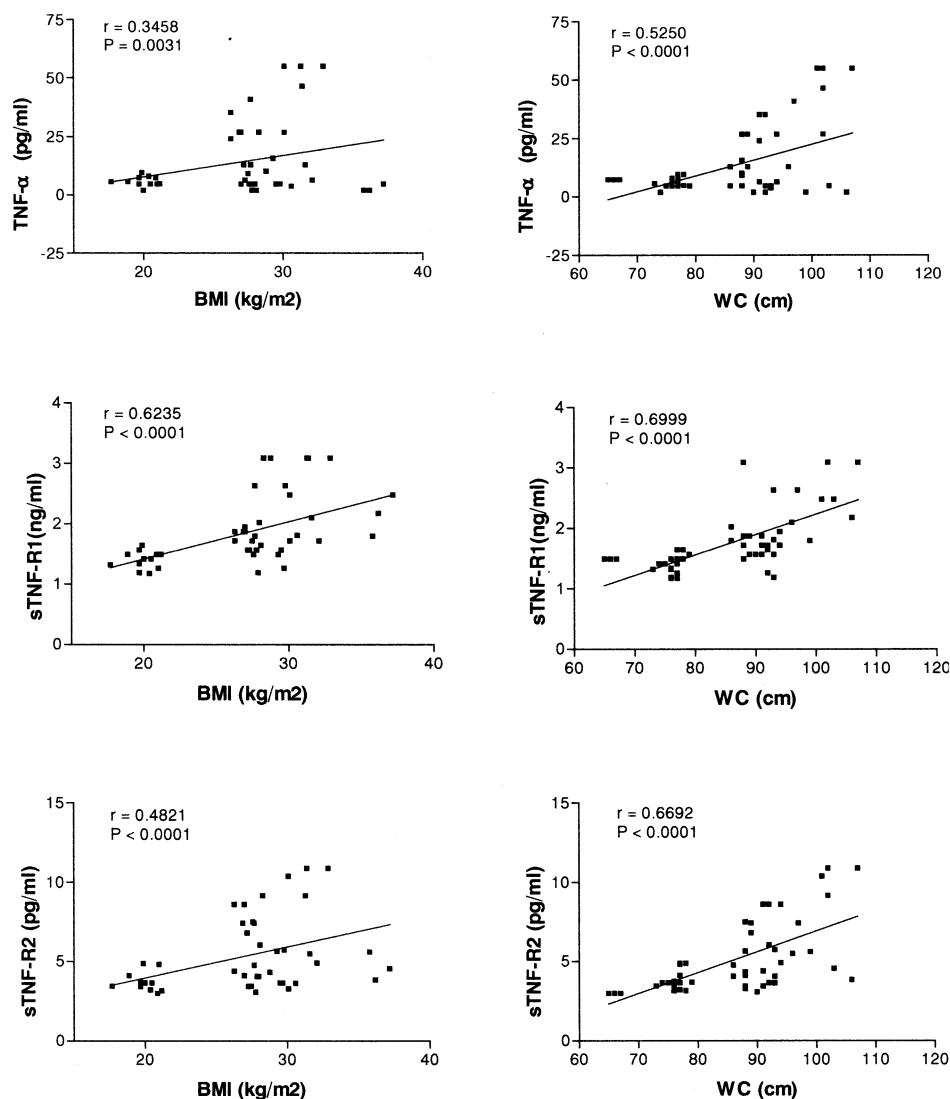 r = 0.3458
P = 0.0031
75
50
25
0
-25
TNF-α (pg/ml)
20
30
40
BMI (kg/m2)
r = 0.5250
P < 0.0001
75
50
25
0
-25
TNF-α (pg/ml)
60
70
80
90
100
110
120
WC (cm)
r = 0.6235
P < 0.0001
4
3
2
1
0
sTNF-R1(ng/ml)
20
30
40
BMI (kg/m2)
r = 0.6999
P < 0.0001
4
3
2
1
0
sTNF-R1(ng/ml)
60
70
80
90
100
110
120
WC (cm)
r = 0.4821
P < 0.0001
15
10
5
0
sTNF-R2 (pg/ml)
20
30
40
BMI (kg/m2)
r = 0.6692
P < 0.0001
15
10
5
0
sTNF-R2 (pg/ml)
60
70
80
90
100
110
120
WC (cm)